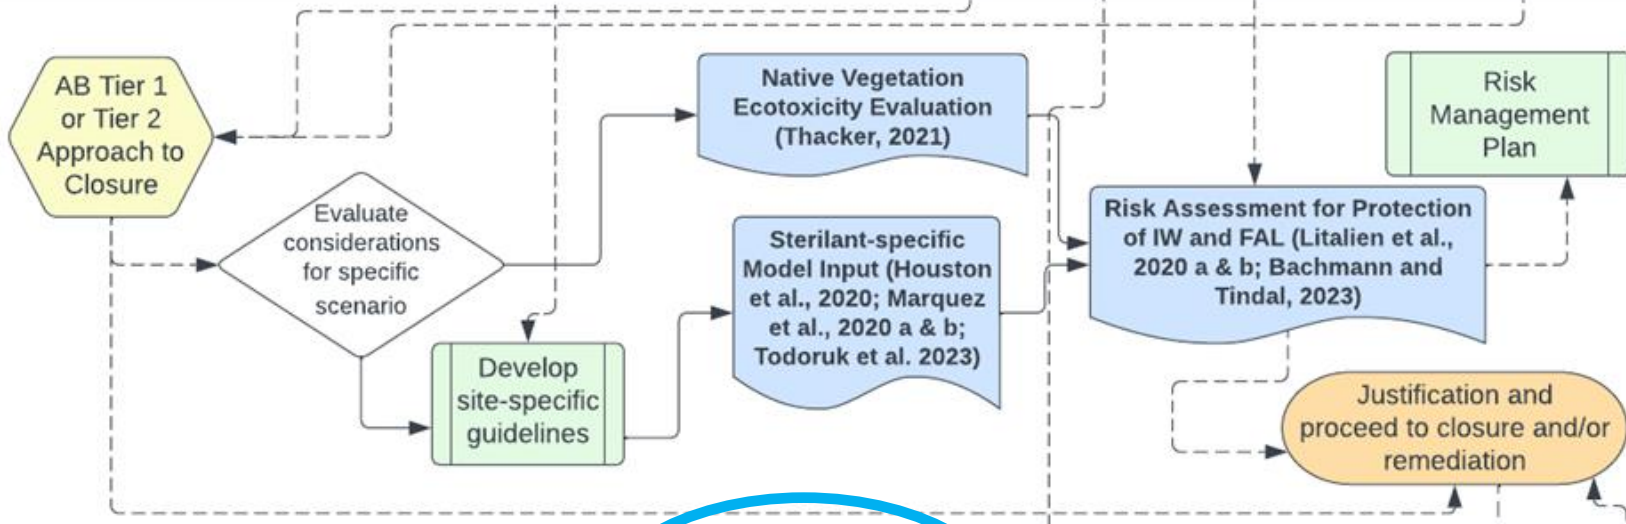 AB Tier 1
or Tier 2
Approach to
Closure
Evaluate
considerations
for specific
scenario
Develop
site-specific
guidelines
Native Vegetation
Ecotoxicity Evaluation
(Thacker, 2021)
Sterilant-specific
Model Input (Houston
et al., 2020; Marquez
et al., 2020 a & b;
Todoruk et al. 2023)
Risk Assessment for Protection
of IW and FAL (Litalien et al.,
2020 a & b; Bachmann and
Tindal, 2023)
Risk
Management
Plan
Justification and
proceed to closure and/or
remediation